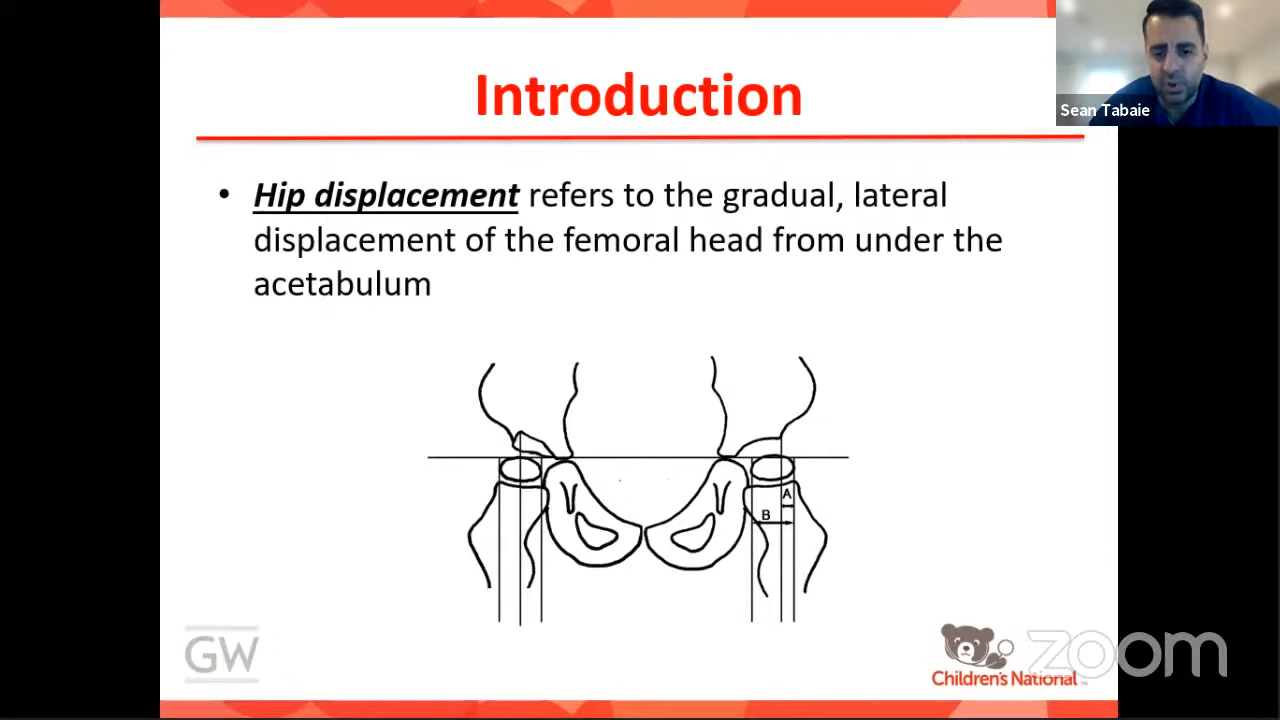 Introduction
Sean Tabaie
• Hip displacement refers to the gradual, lateral
displacement of the femoral head from under the
acetabulum
A
B
GW
Children's National
zoom